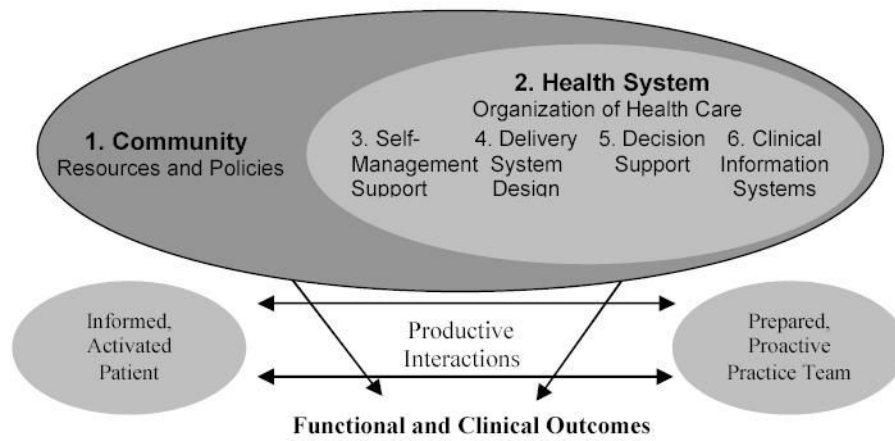 2. Health System
Organization of Health Care
1. Community
Resources and Policies
3. Self-
Management
Support
4. Delivery
System
Design
5. Decision
Support
6. Clinical
Information
Systems
Informed,
Activated
Patient
Productive
Interactions
Prepared,
Proactive
Practice Team
Functional and Clinical Outcomes